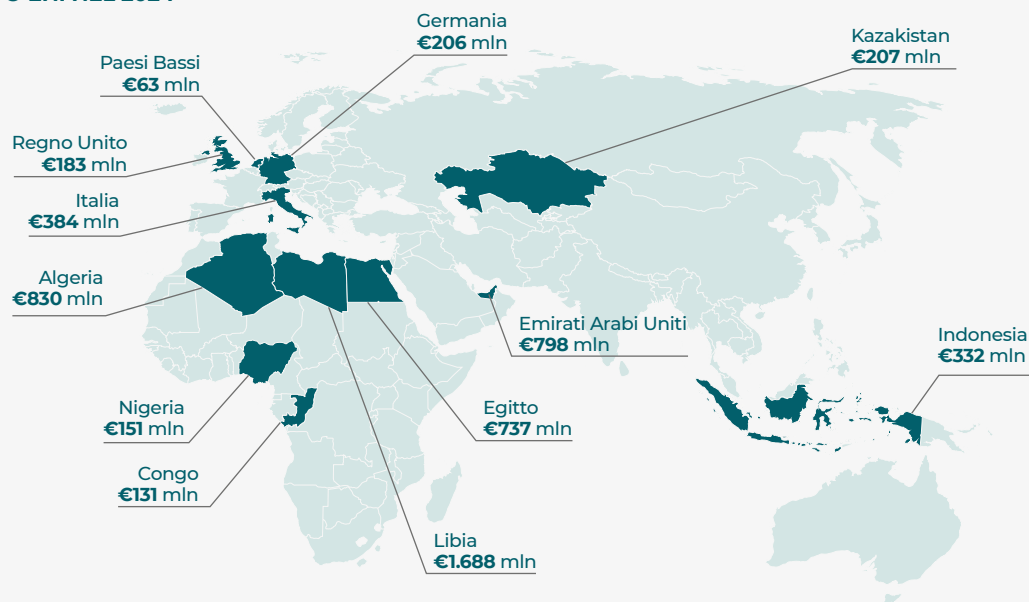 Germania
€206 mln
Kazakistan
€207 mln
Paesi Bassi
€63 mln
Regno Unito
€183 mln
Italia
€384 mln
Algeria
€830 mln
Emirati Arabi Uniti
€798 mln
Indonesia
€332 mln
Nigeria
€151 mln
Egitto
€737 mln
Congo
€131 mln
Libia
€1.688 mln